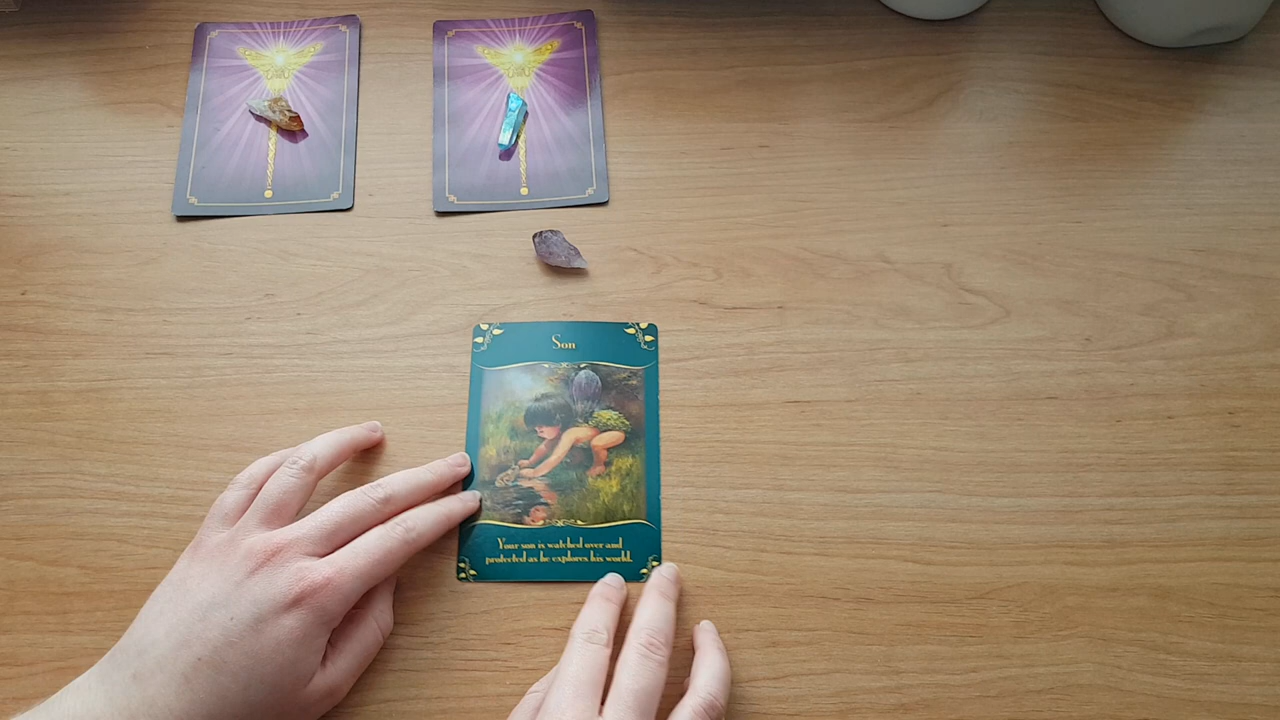 Son
Your son is watched over and
protected as he explores his world.